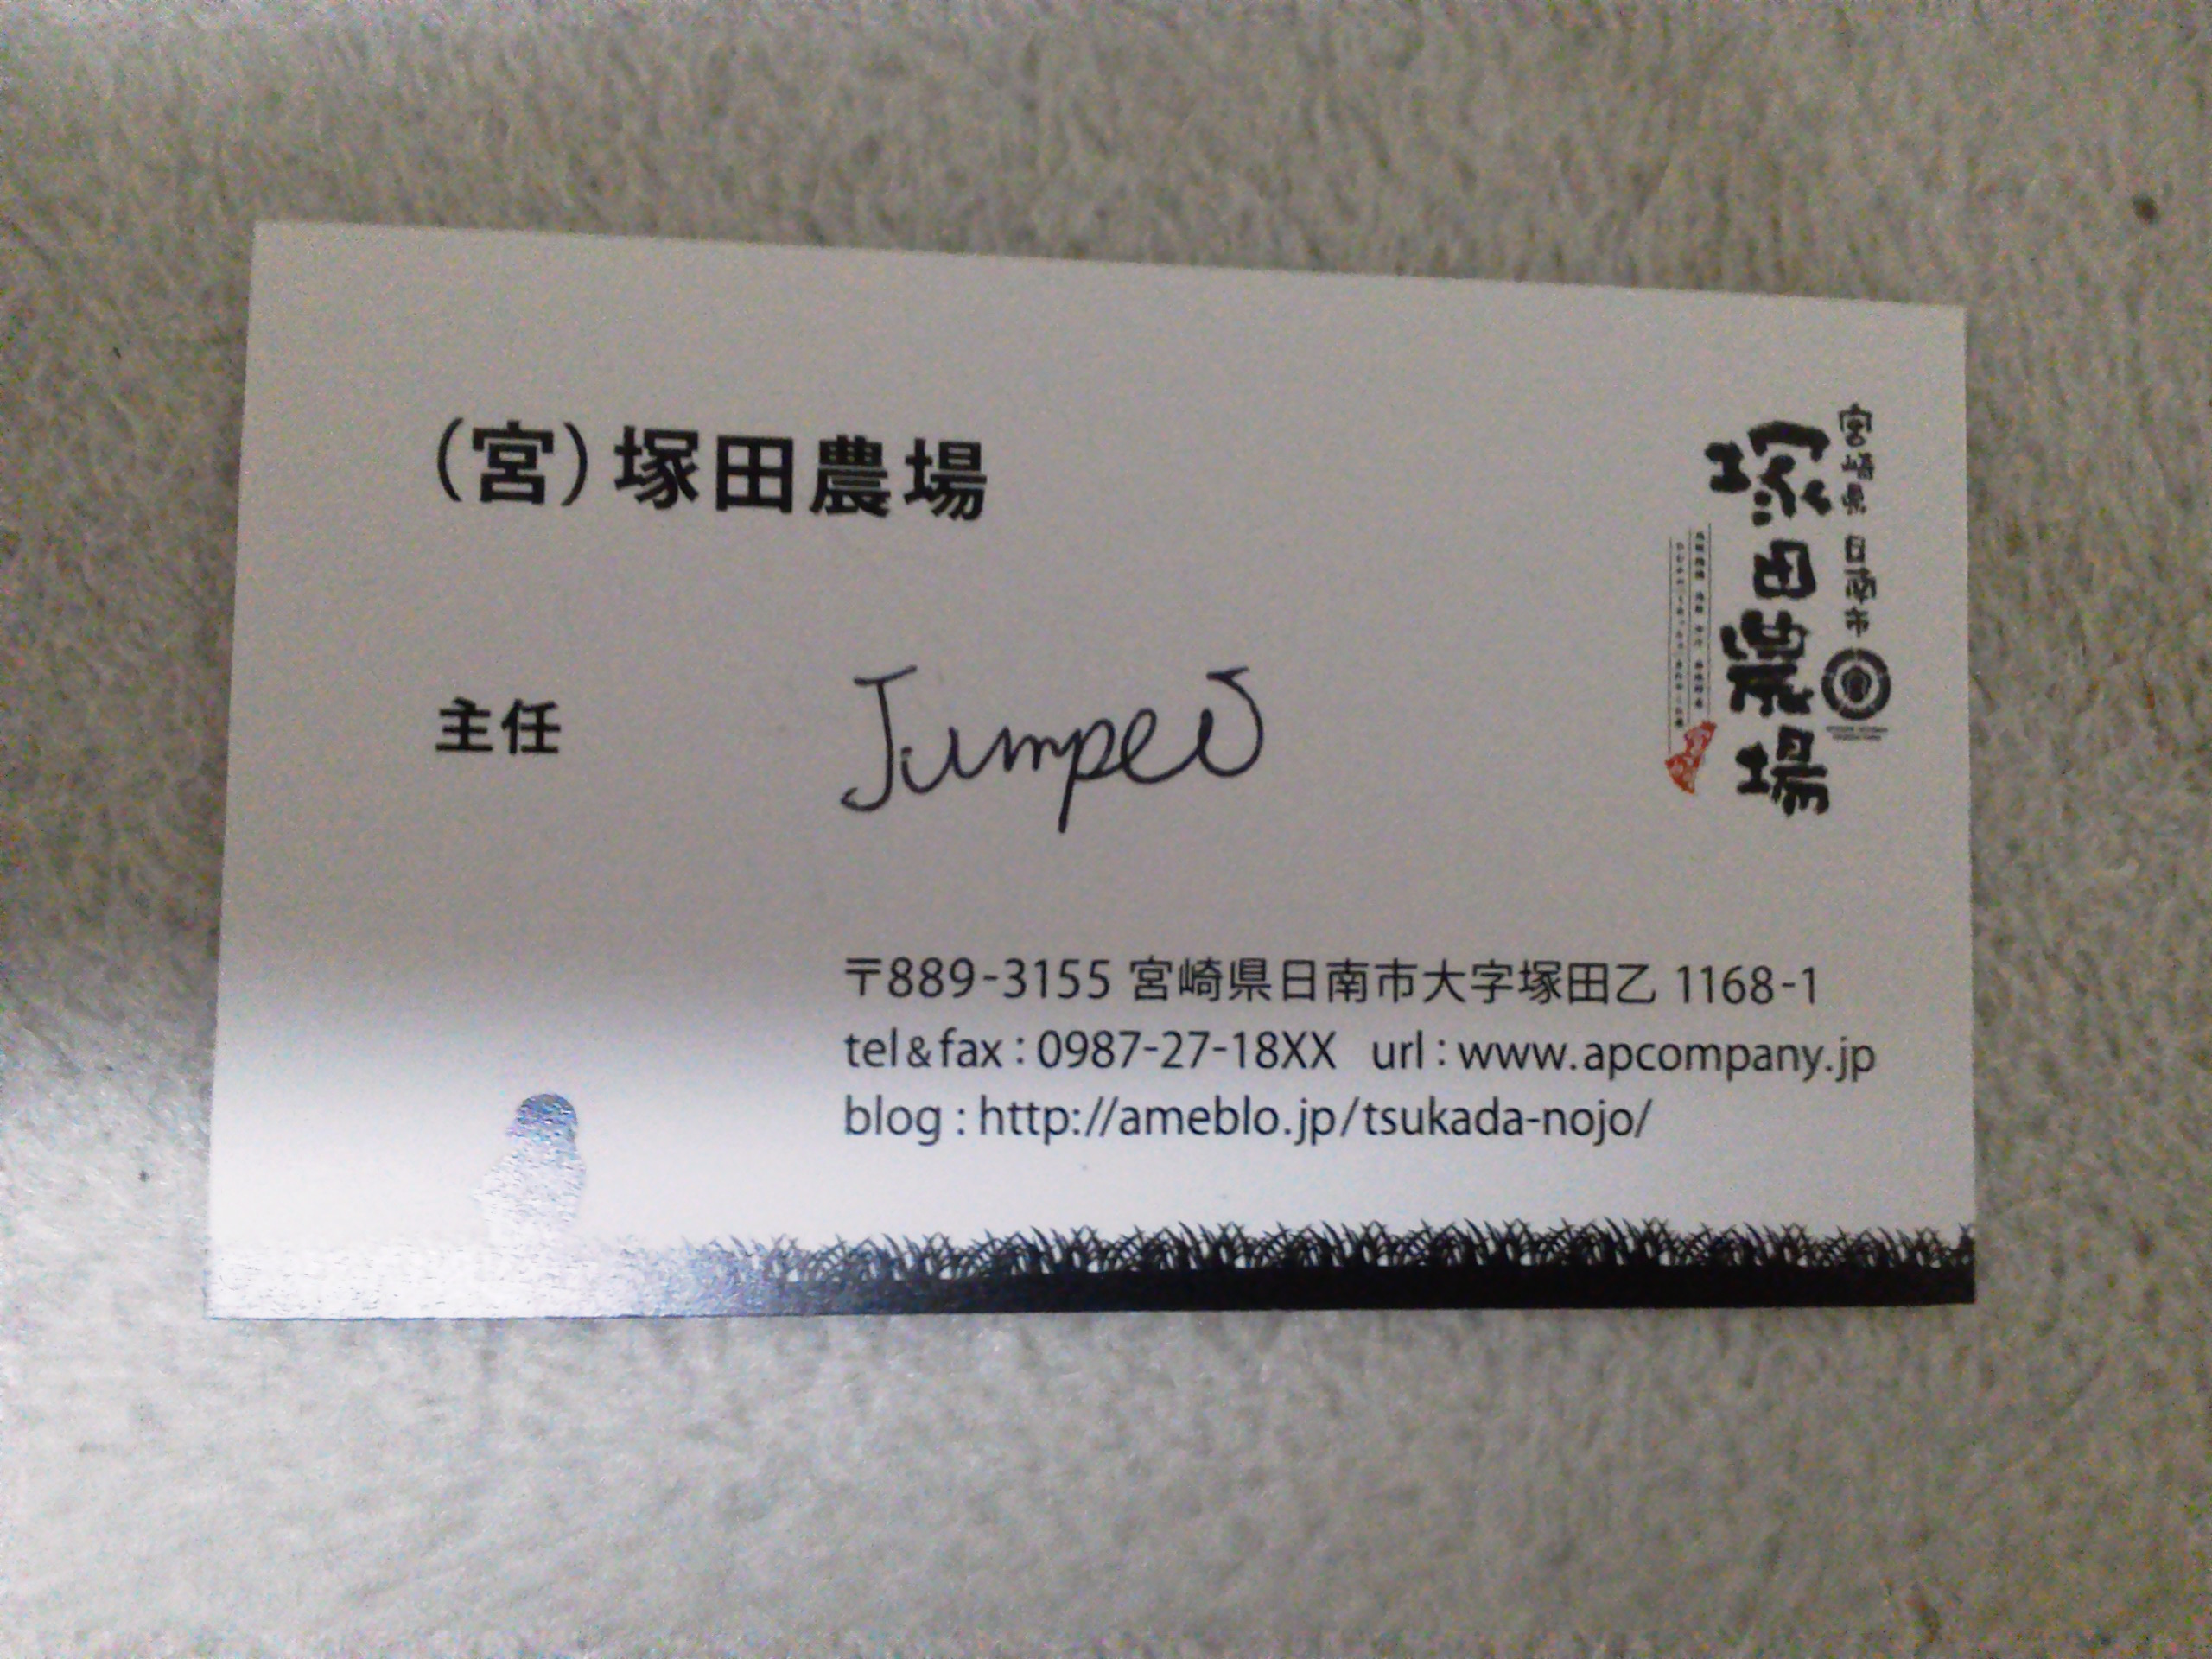 (宮)塚田農場
主任
Jumpei
宮崎県 日南市
塚田農場
〒889-3155 宮崎県日南市大字塚田乙 1168-1
tel&fax:0987-27-18XX url:www.apcompany.jp
blog:http://ameblo.jp/tsukada-nojo/